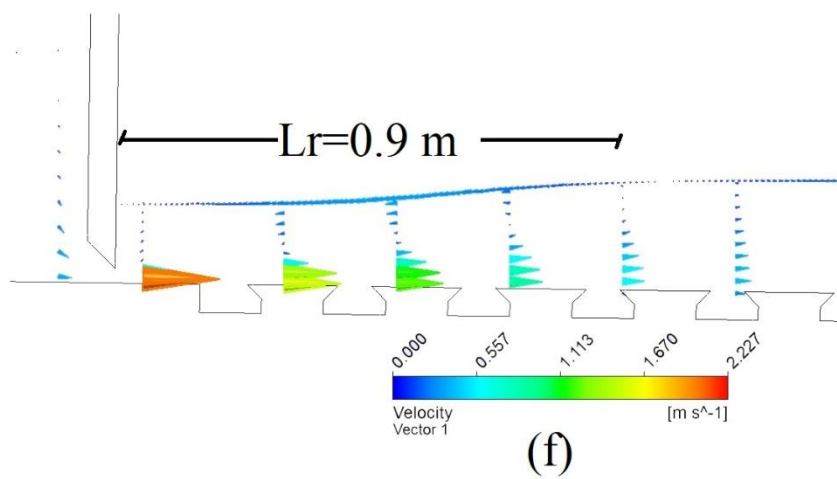 Lr=0.9 m
0.000
0.557
1.113
1.670
2.227
Velocity
Vector 1
[m s^-1]
(f)